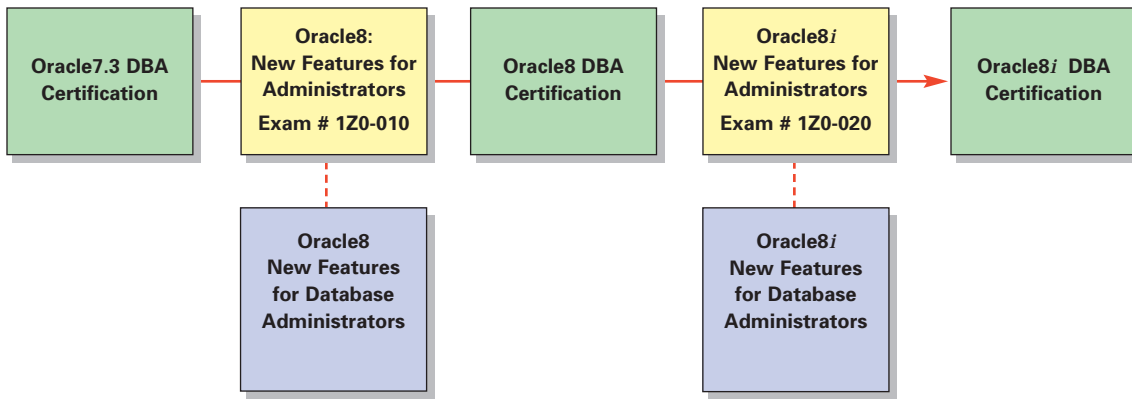 Oracle7.3 DBA
Certification
Oracle8:
New Features for
Administrators
Exam # 1Z0-010
Oracle8 DBA
Certification
Oracle8i
New Features for
Administrators
Exam # 1Z0-020
Oracle8i DBA
Certification
Oracle8
New Features
for Database
Administrators
Oracle8i
New Features
for Database
Administrators